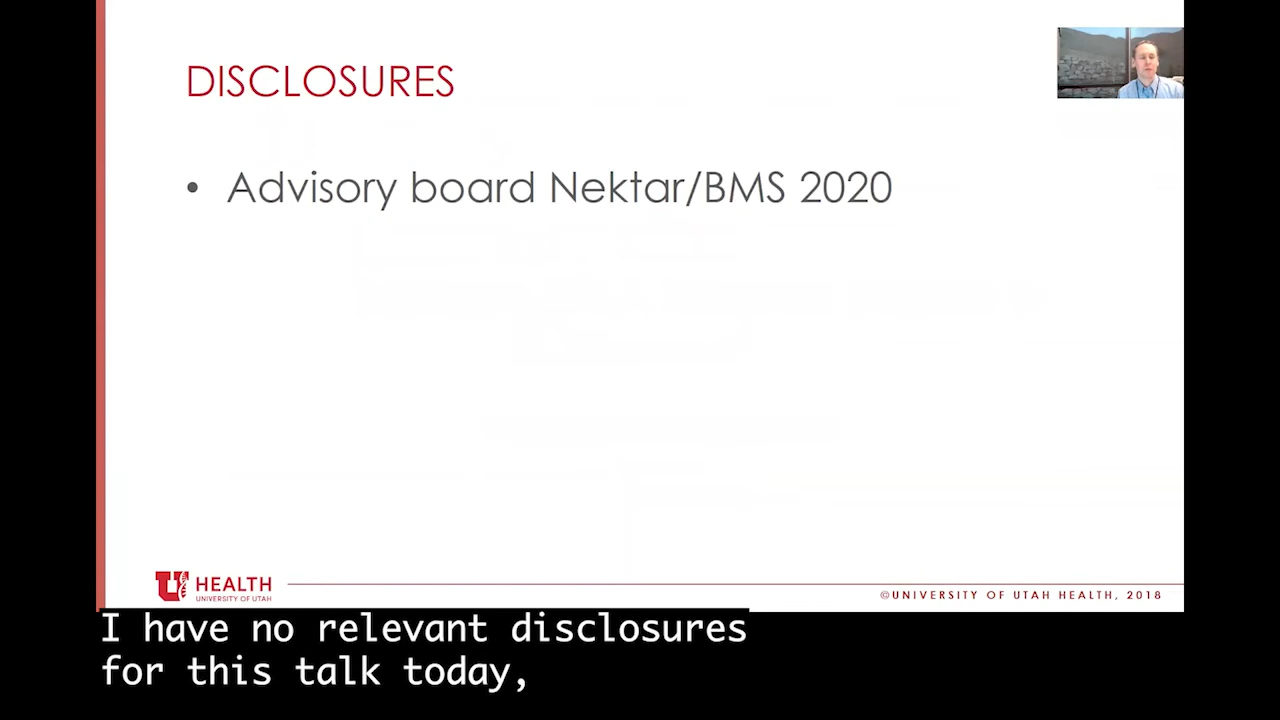 DISCLOSURES
• Advisory board Nektar/BMS 2020
U HEALTH
UNIVERSITY OF UTAH
©UNIVERSITY OF UTAH HEALTH, 2018
I have no relevant disclosures
for this talk today,